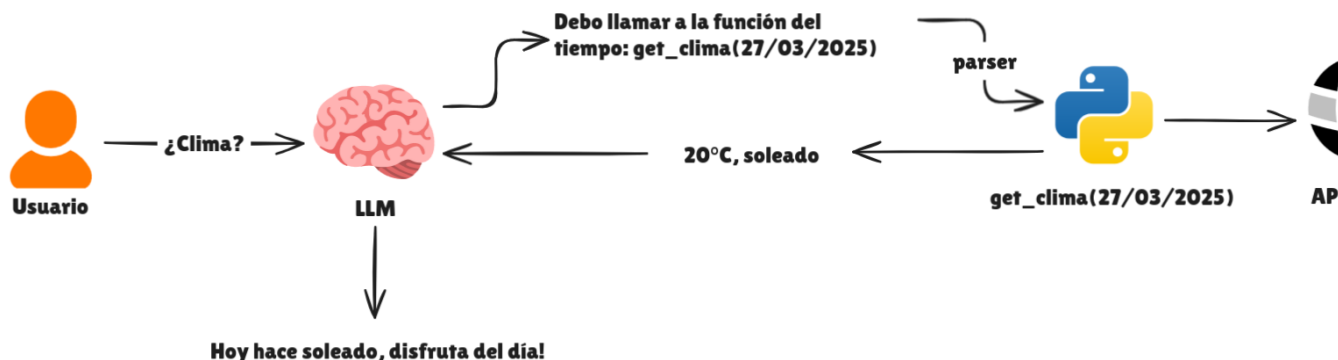 Debo llamar a la función del
tiempo: get_clima(27/03/2025)
parser
¿Clima?
20°C, soleado
Usuario
LLM
get_clima(27/03/2025)
AP
Hoy hace soleado, disfruta del día!